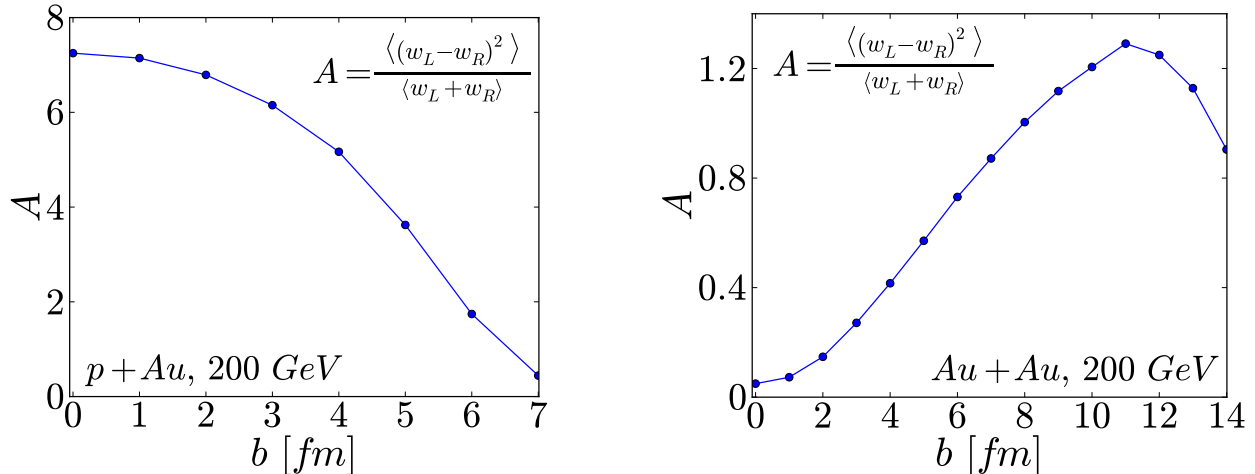 8
6
4
2
0
A
A = ⟨(w_L − w_R)^2⟩ / ⟨w_L + w_R⟩
p + Au, 200 GeV
0 1 2 3 4 5 6 7
b [fm]
1.2
0.8
0.4
0
A
A = ⟨(w_L − w_R)^2⟩ / ⟨w_L + w_R⟩
Au + Au, 200 GeV
0 2 4 6 8 10 12 14
b [fm]